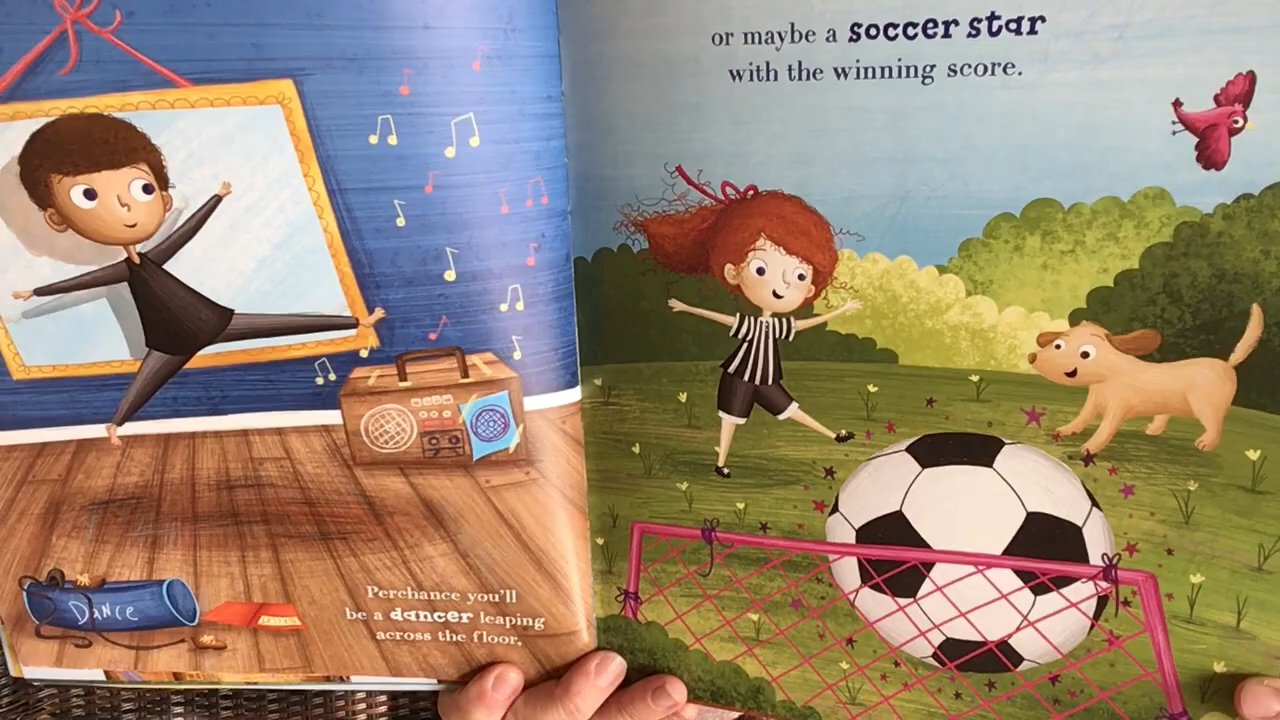 DANCE
Perchance you'll
be a dancer leaping
across the floor,
or maybe a soccer star
with the winning score.